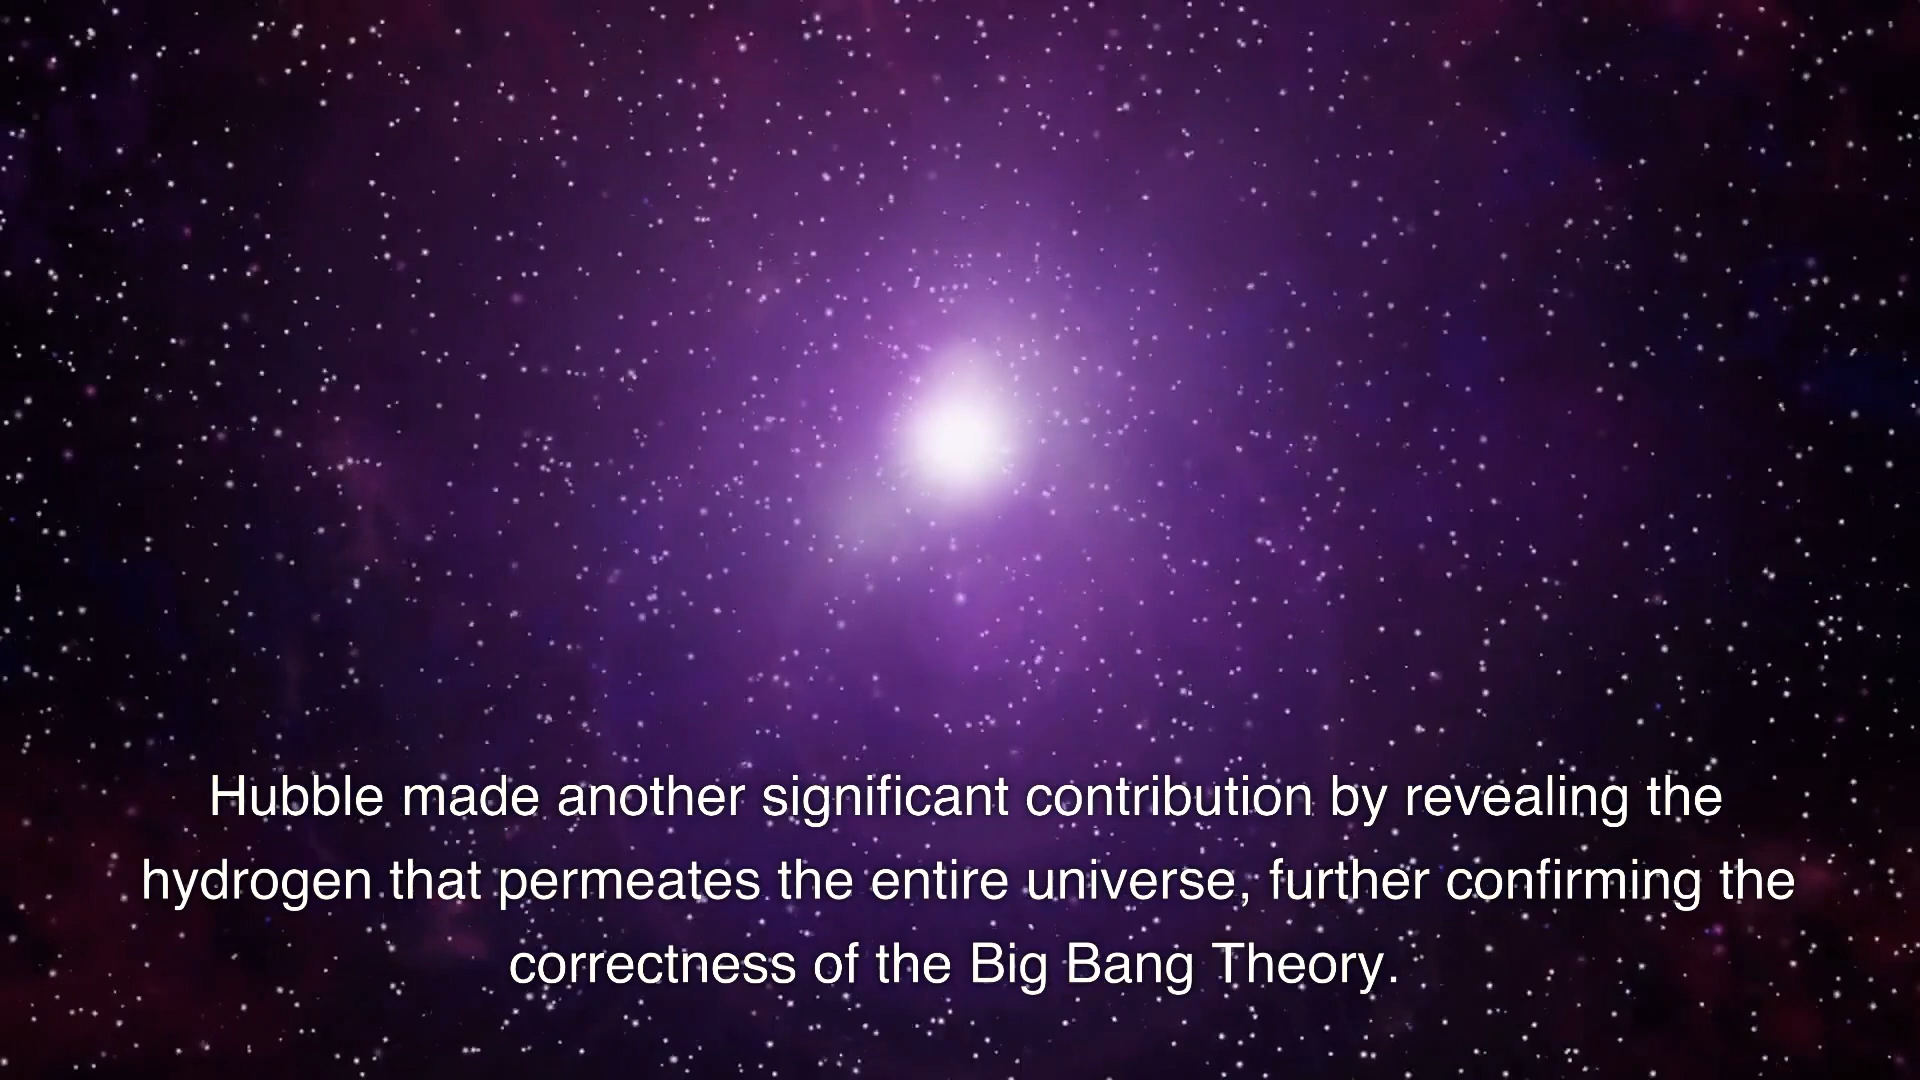 Hubble made another significant contribution by revealing the
hydrogen that permeates the entire universe, further confirming the
correctness of the Big Bang Theory.